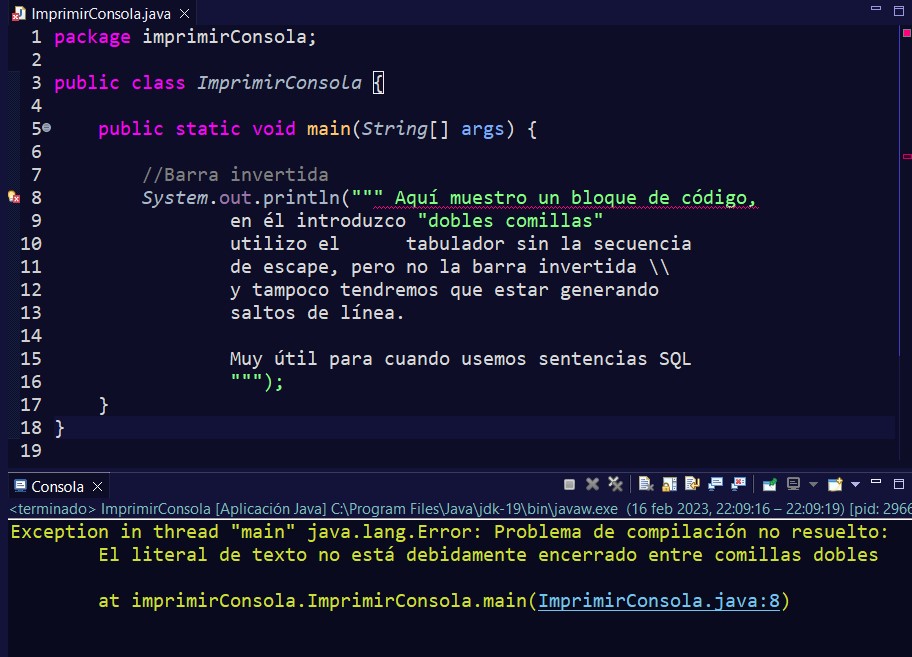 ImprimirConsola.java
1 package imprimirConsola;
2
3 public class ImprimirConsola {
4
5 public static void main(String[] args) {
6
7 //Barra invertida
8 System.out.println(""" Aquí muestro un bloque de código,
9 en él introduzco "dobles comillas"
10 utilizo el      tabulador sin la secuencia
11 de escape, pero no la barra invertida \\
12 y tampoco tendremos que estar generando
13 saltos de línea.
14
15 Muy útil para cuando usemos sentencias SQL
16 """);
17 }
18 }
19
Consola
<terminado> ImprimirConsola [Aplicación Java] C:\Program Files\Java\jdk-19\bin\javaw.exe (16 feb 2023, 22:09:16 – 22:09:19) [pid: 2966
Exception in thread "main" java.lang.Error: Problema de compilación no resuelto:
El literal de texto no está debidamente encerrado entre comillas dobles
at imprimirConsola.ImprimirConsola.main(ImprimirConsola.java:8)